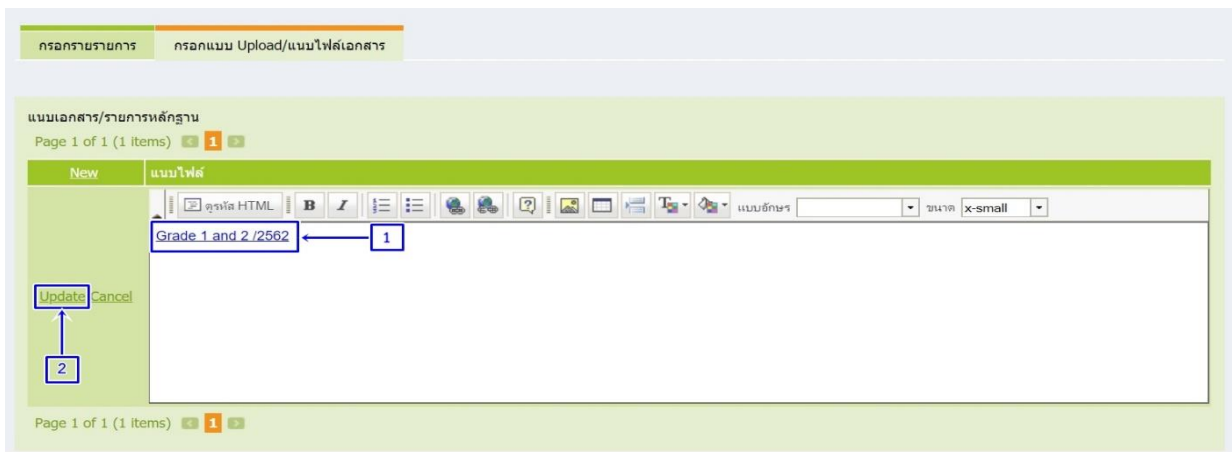 กรอกรายรายการ กรอกแบบ Upload/แนบไฟล์เอกสาร
แนบเอกสาร/รายการหลักฐาน
Page 1 of 1 (1 items) 1
New แนบไฟล์
ดูรหัส HTML B I แบบอักษร ขนาด x-small
Grade 1 and 2 /2562 1
Update Cancel
2
Page 1 of 1 (1 items) 1